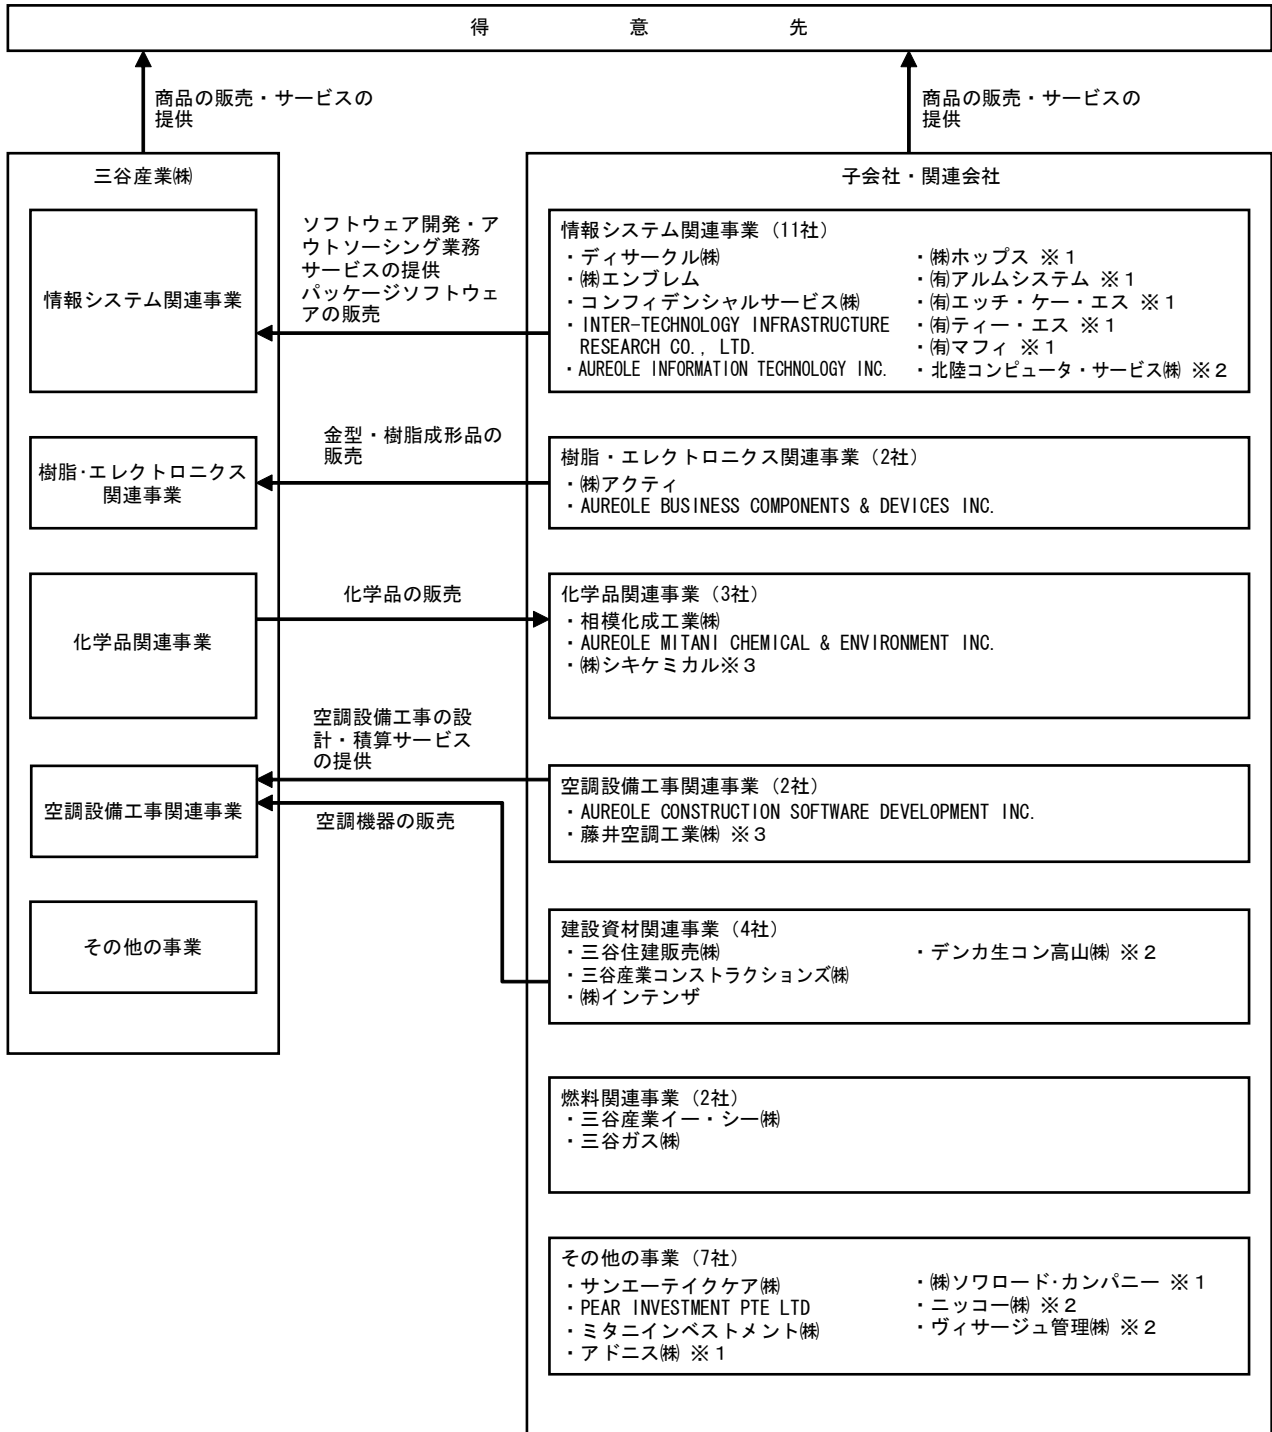 得意先
商品の販売・サービスの
提供
商品の販売・サービスの
提供
三谷産業㈱
情報システム関連事業
樹脂・エレクトロニクス
関連事業
化学品関連事業
空調設備工事関連事業
その他の事業
ソフトウェア開発・ア
ウトソーシング業務
サービスの提供
パッケージソフトウェ
アの販売
金型・樹脂成形品の
販売
化学品の販売
空調設備工事の設
計・積算サービス
の提供
空調機器の販売
子会社・関連会社
情報システム関連事業（11社）
・ディサークル㈱
・㈱エンブレム
・コンフィデンシャルサービス㈱
・INTER-TECHNOLOGY INFRASTRUCTURE
RESEARCH CO., LTD.
・AUREOLE INFORMATION TECHNOLOGY INC.
・㈱ホップス ※１
・㈲アルムシステム ※１
・㈲エッチ・ケー・エス ※１
・㈲ティー・エス ※１
・㈲マフィ ※１
・北陸コンピュータ・サービス㈱ ※２
樹脂・エレクトロニクス関連事業（2社）
・㈱アクティ
・AUREOLE BUSINESS COMPONENTS & DEVICES INC.
化学品関連事業（3社）
・相模化成工業㈱
・AUREOLE MITANI CHEMICAL & ENVIRONMENT INC.
・㈱シキケミカル※３
空調設備工事関連事業（2社）
・AUREOLE CONSTRUCTION SOFTWARE DEVELOPMENT INC.
・藤井空調工業㈱ ※３
建設資材関連事業（4社）
・三谷住建販売㈱
・三谷産業コンストラクションズ㈱
・㈱インテンザ
・デンカ生コン高山㈱ ※２
燃料関連事業（2社）
・三谷産業イー・シー㈱
・三谷ガス㈱
その他の事業（7社）
・サンエーテイクケア㈱
・PEAR INVESTMENT PTE LTD
・ミタニインベストメント㈱
・アドニス㈱ ※１
・㈱ソワロード・カンパニー ※１
・ニッコー㈱ ※２
・ヴィサージュ管理㈱ ※２